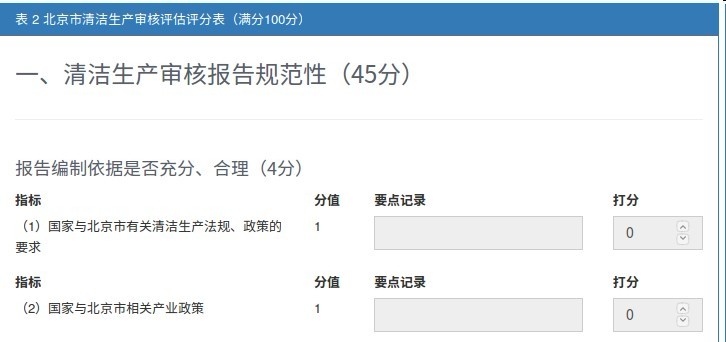 表 2 北京市清洁生产审核评估评分表（满分100分）
一、清洁生产审核报告规范性（45分）
报告编制依据是否充分、合理（4分）
指标 分值 要点记录 打分
（1）国家与北京市有关清洁生产法规、政策的 1 0
要求
指标 分值 要点记录 打分
（2）国家与北京市相关产业政策 1 0